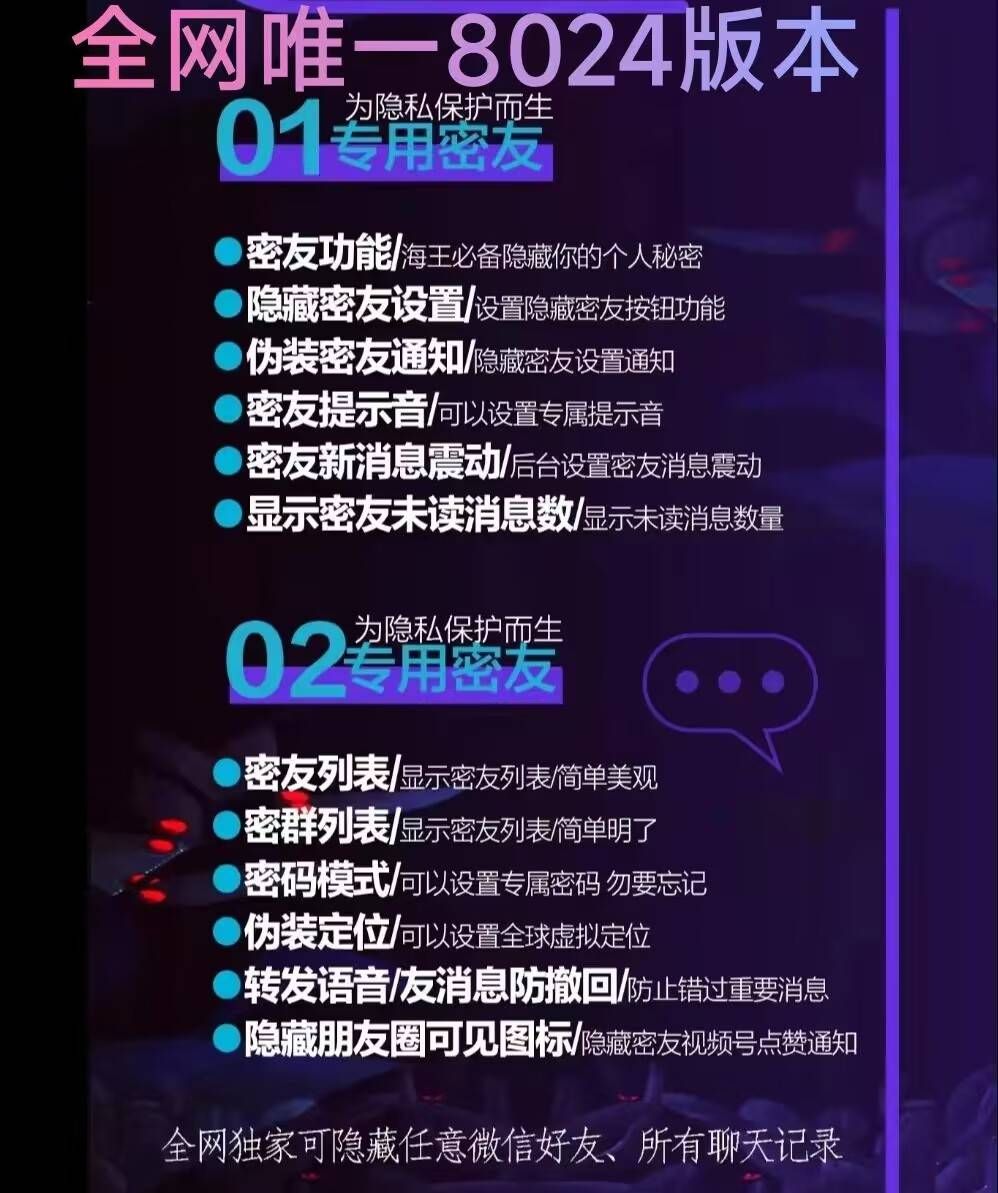 全网唯一8024版本
为隐私保护而生
01专用密友
密友功能/海王必备隐藏你的个人秘密
隐藏密友设置/设置隐藏密友按钮功能
伪装密友通知/隐藏密友设置通知
密友提示音/可以设置专属提示音
密友新消息震动/后台设置密友消息震动
显示密友未读消息数/显示未读消息数量
为隐私保护而生
02专用密友
密友列表/显示密友列表/简单美观
密群列表/显示密友列表/简单明了
密码模式/可以设置专属密码 勿要忘记
伪装定位/可以设置全球虚拟定位
转发语音/友消息防撤回/防止错过重要消息
隐藏朋友圈可见图标/隐藏密友视频号点赞通知
全网独家可隐藏任意微信好友、所有聊天记录